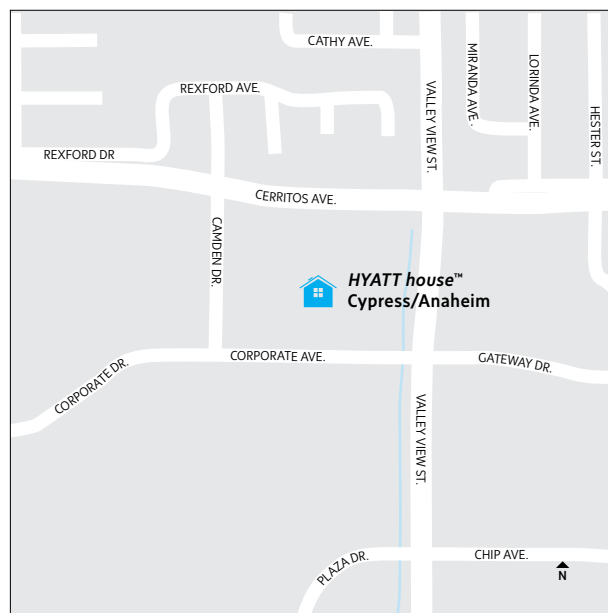 CATHY AVE.
MIRANDA AVE.
LORINDA AVE.
VALLEY VIEW ST.
REXFORD AVE.
HESTER ST.
REXFORD DR
CERRITOS AVE.
CAMDEN DR.
HYATT house™
Cypress/Anaheim
CORPORATE AVE.
GATEWAY DR.
CORPORATE DR.
VALLEY VIEW ST.
PLAZA DR.
CHIP AVE.
N